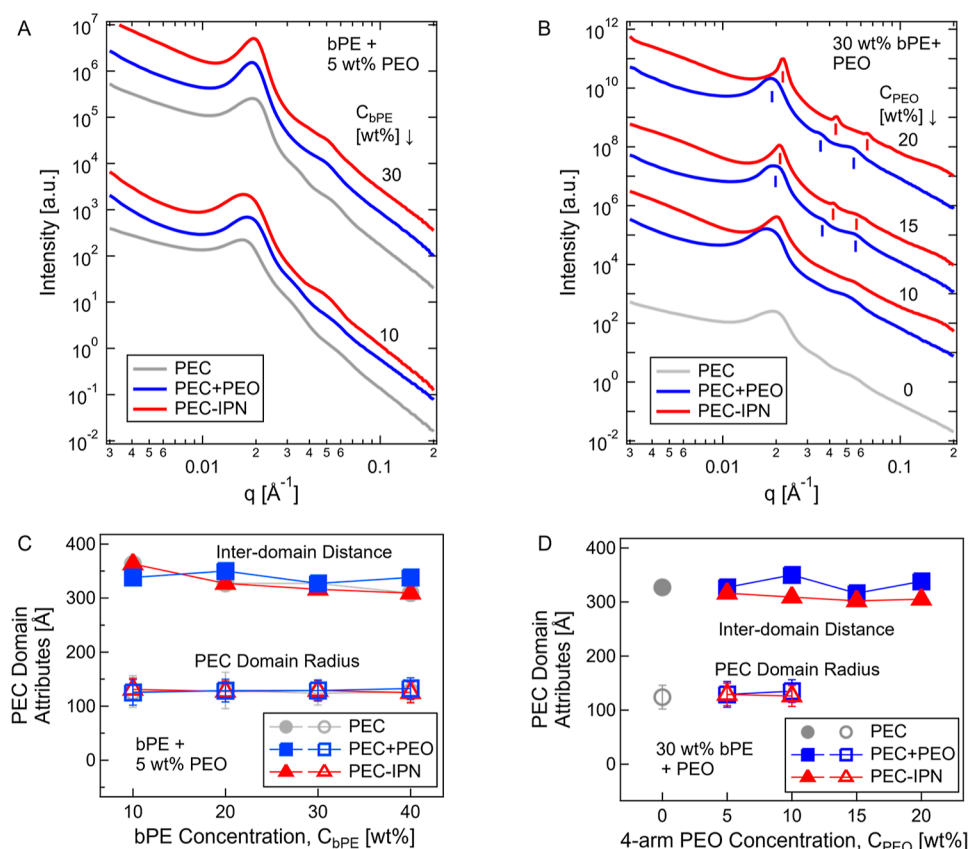 A
bPE +
5 wt% PEO
C_bPE
[wt%] ↓
30
10
PEC
PEC+PEO
PEC-IPN
Intensity [a.u.]
10^7
10^6
10^5
10^4
10^3
10^2
10^1
10^0
10^-1
10^-2
3 4 5 6 0.01 2 3 4 5 6 0.1 2
q [Å^-1]
B
30 wt% bPE+
PEO
C_PEO
[wt%] ↓
20
15
10
0
PEC
PEC+PEO
PEC-IPN
Intensity [a.u.]
10^12
10^10
10^8
10^6
10^4
10^2
10^0
10^-2
3 4 5 6 0.01 2 3 4 5 6 0.1 2
q [Å^-1]
C
Inter-domain Distance
PEC Domain Radius
bPE +
5 wt% PEO
PEC
PEC+PEO
PEC-IPN
PEC Domain
Attributes [Å]
400
300
200
100
0
10 20 30 40
bPE Concentration, C_bPE [wt%]
D
Inter-domain Distance
PEC Domain Radius
30 wt% bPE
+ PEO
PEC
PEC+PEO
PEC-IPN
PEC Domain
Attributes [Å]
400
300
200
100
0
0 5 10 15 20
4-arm PEO Concentration, C_PEO [wt%]